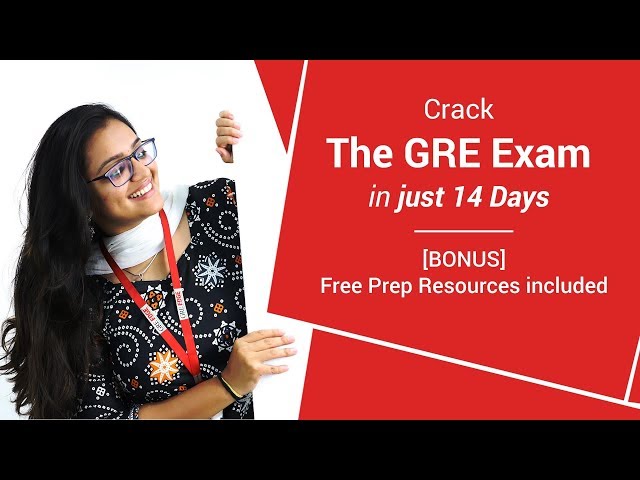 Crack
The GRE Exam
in just 14 Days
[BONUS]
Free Prep Resources included